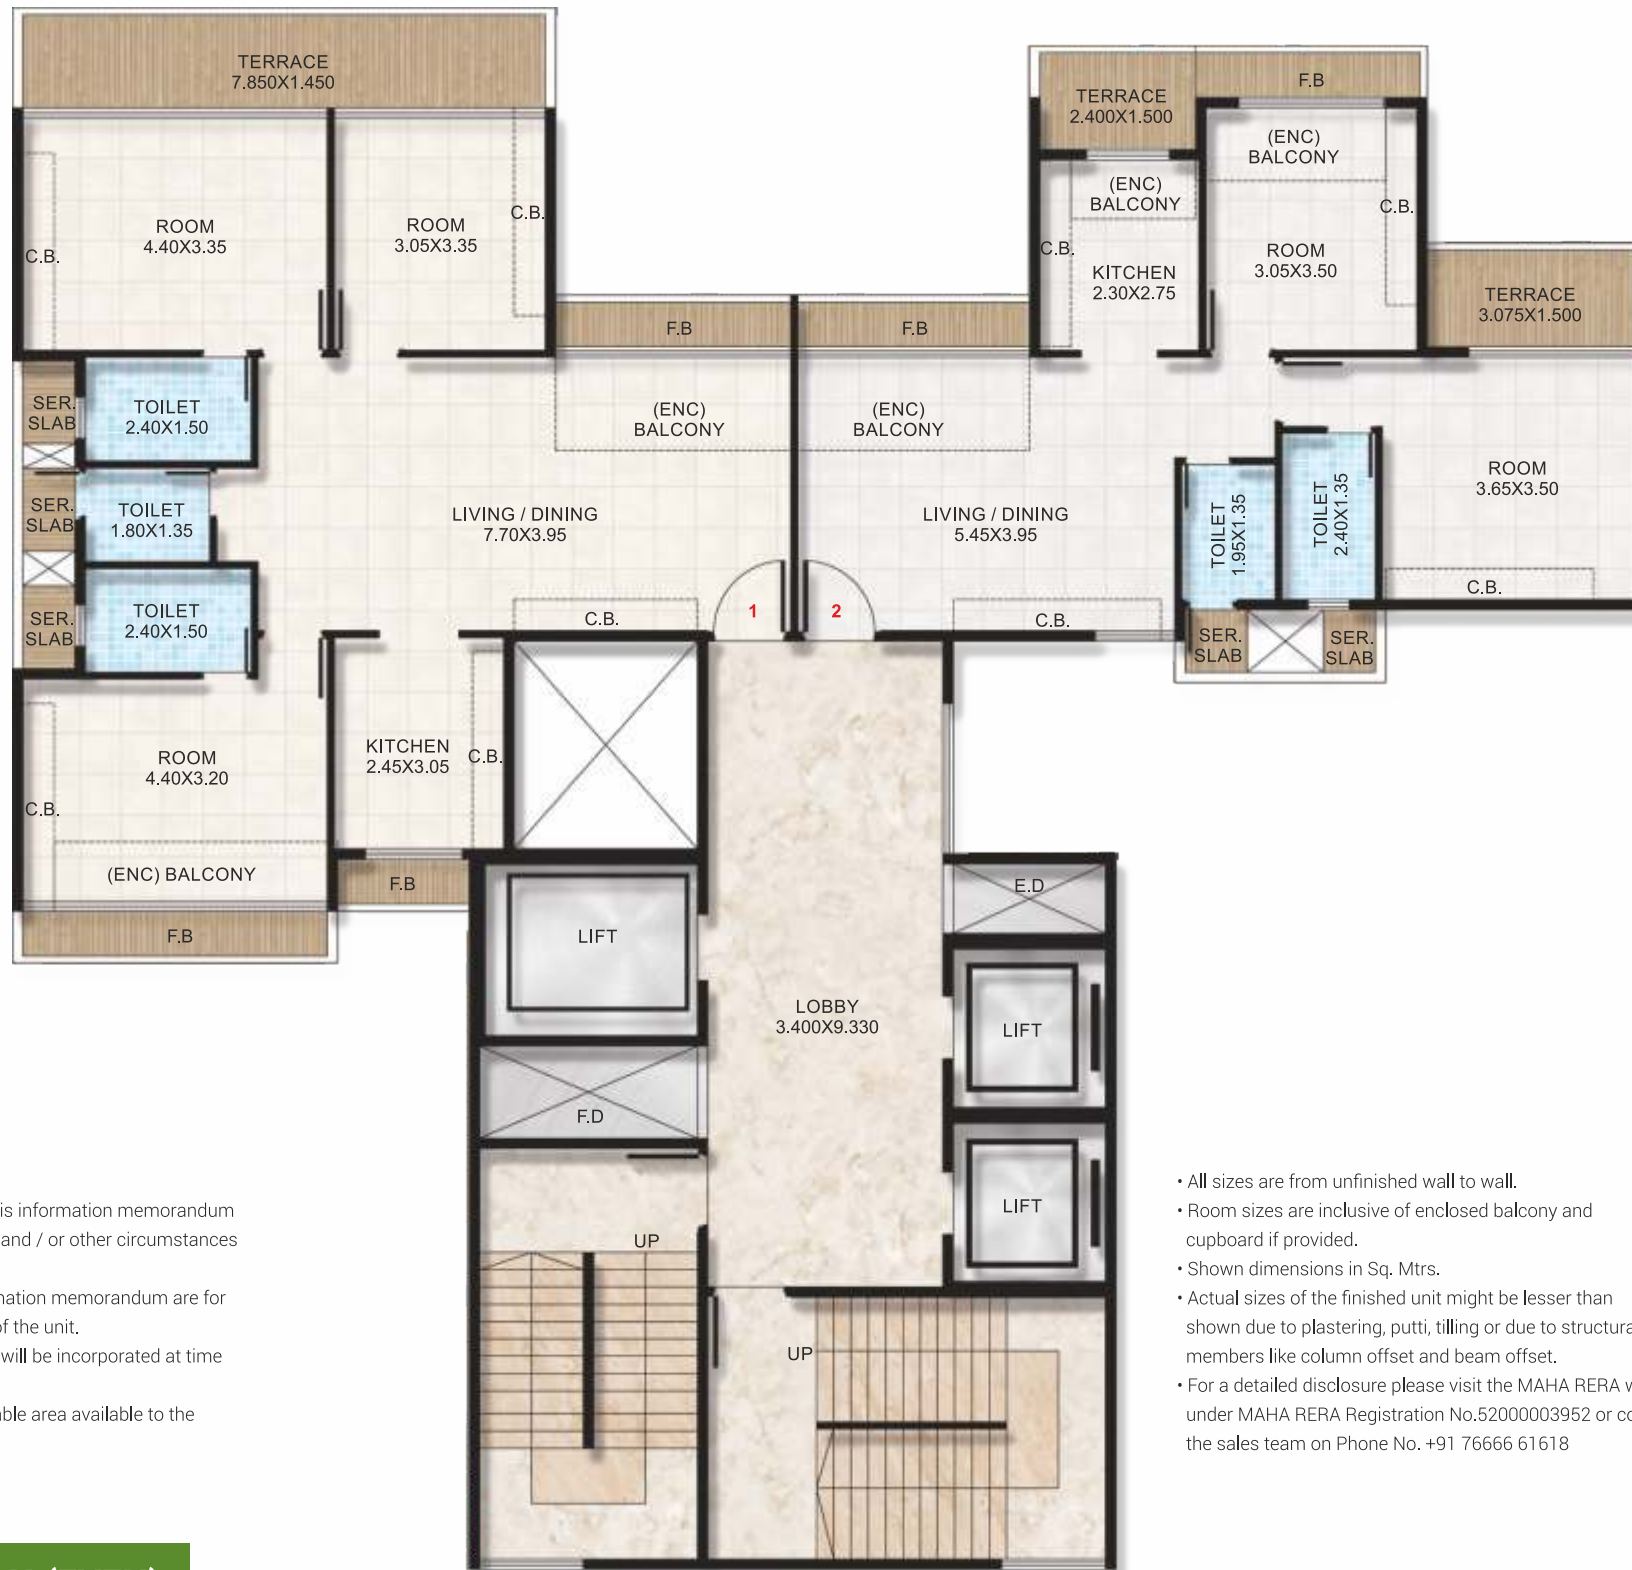 TERRACE
7.850X1.450
F.B
TERRACE
2.400X1.500
(ENC)
BALCONY
(ENC)
BALCONY
C.B.
C.B.
ROOM
4.40X3.35
ROOM
3.05X3.35
C.B.
C.B.
ROOM
3.05X3.50
KITCHEN
2.30X2.75
TERRACE
3.075X1.500
F.B
F.B
SER.
SLAB
TOILET
2.40X1.50
(ENC)
BALCONY
(ENC)
BALCONY
ROOM
3.65X3.50
SER.
SLAB
TOILET
1.80X1.35
LIVING / DINING
7.70X3.95
LIVING / DINING
5.45X3.95
TOILET
1.95X1.35
TOILET
2.40X1.35
C.B.
SER.
SLAB
TOILET
2.40X1.50
C.B.
1
2
C.B.
SER.
SLAB
SER.
SLAB
ROOM
4.40X3.20
KITCHEN
2.45X3.05
C.B.
C.B.
(ENC) BALCONY
F.B
E.D
F.B
LIFT
LOBBY
3.400X9.330
LIFT
F.D
LIFT
UP
UP
is information memorandum
and / or other circumstances
nation memorandum are for
of the unit.
will be incorporated at time
able area available to the
• All sizes are from unfinished wall to wall.
• Room sizes are inclusive of enclosed balcony and
cupboard if provided.
• Shown dimensions in Sq. Mtrs.
• Actual sizes of the finished unit might be lesser than
shown due to plastering, putti, tilling or due to structura
members like column offset and beam offset.
• For a detailed disclosure please visit the MAHA RERA w
under MAHA RERA Registration No.52000003952 or co
the sales team on Phone No. +91 76666 61618